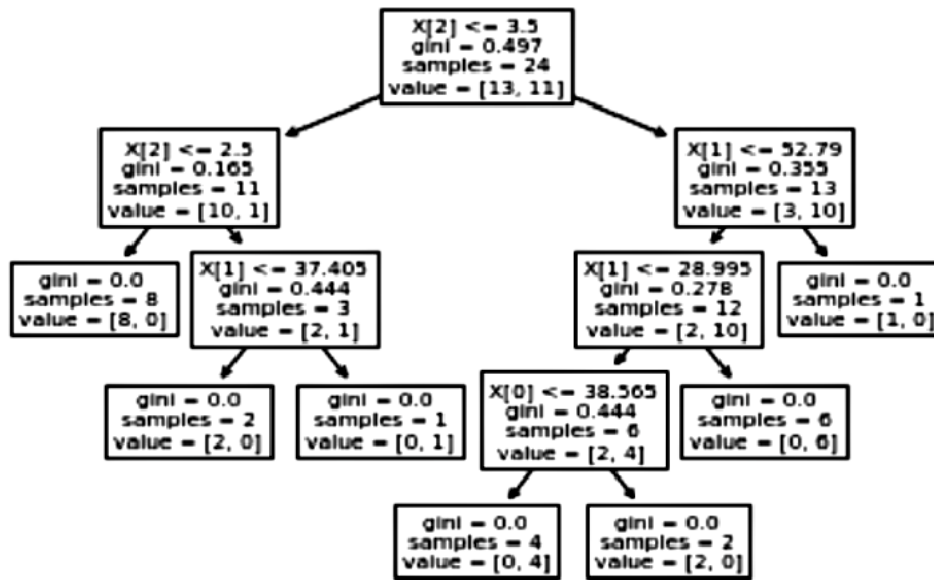 X[2] <= 3.5
gini = 0.497
samples = 24
value = [13, 11]
X[2] <= 2.5
gini = 0.165
samples = 11
value = [10, 1]
X[1] <= 52.79
gini = 0.355
samples = 13
value = [3, 10]
gini = 0.0
samples = 8
value = [8, 0]
X[1] <= 37.405
gini = 0.444
samples = 3
value = [2, 1]
X[1] <= 28.995
gini = 0.278
samples = 12
value = [2, 10]
gini = 0.0
samples = 1
value = [1, 0]
gini = 0.0
samples = 2
value = [2, 0]
gini = 0.0
samples = 1
value = [0, 1]
X[0] <= 38.565
gini = 0.444
samples = 6
value = [2, 4]
gini = 0.0
samples = 6
value = [0, 6]
gini = 0.0
samples = 4
value = [0, 4]
gini = 0.0
samples = 2
value = [2, 0]